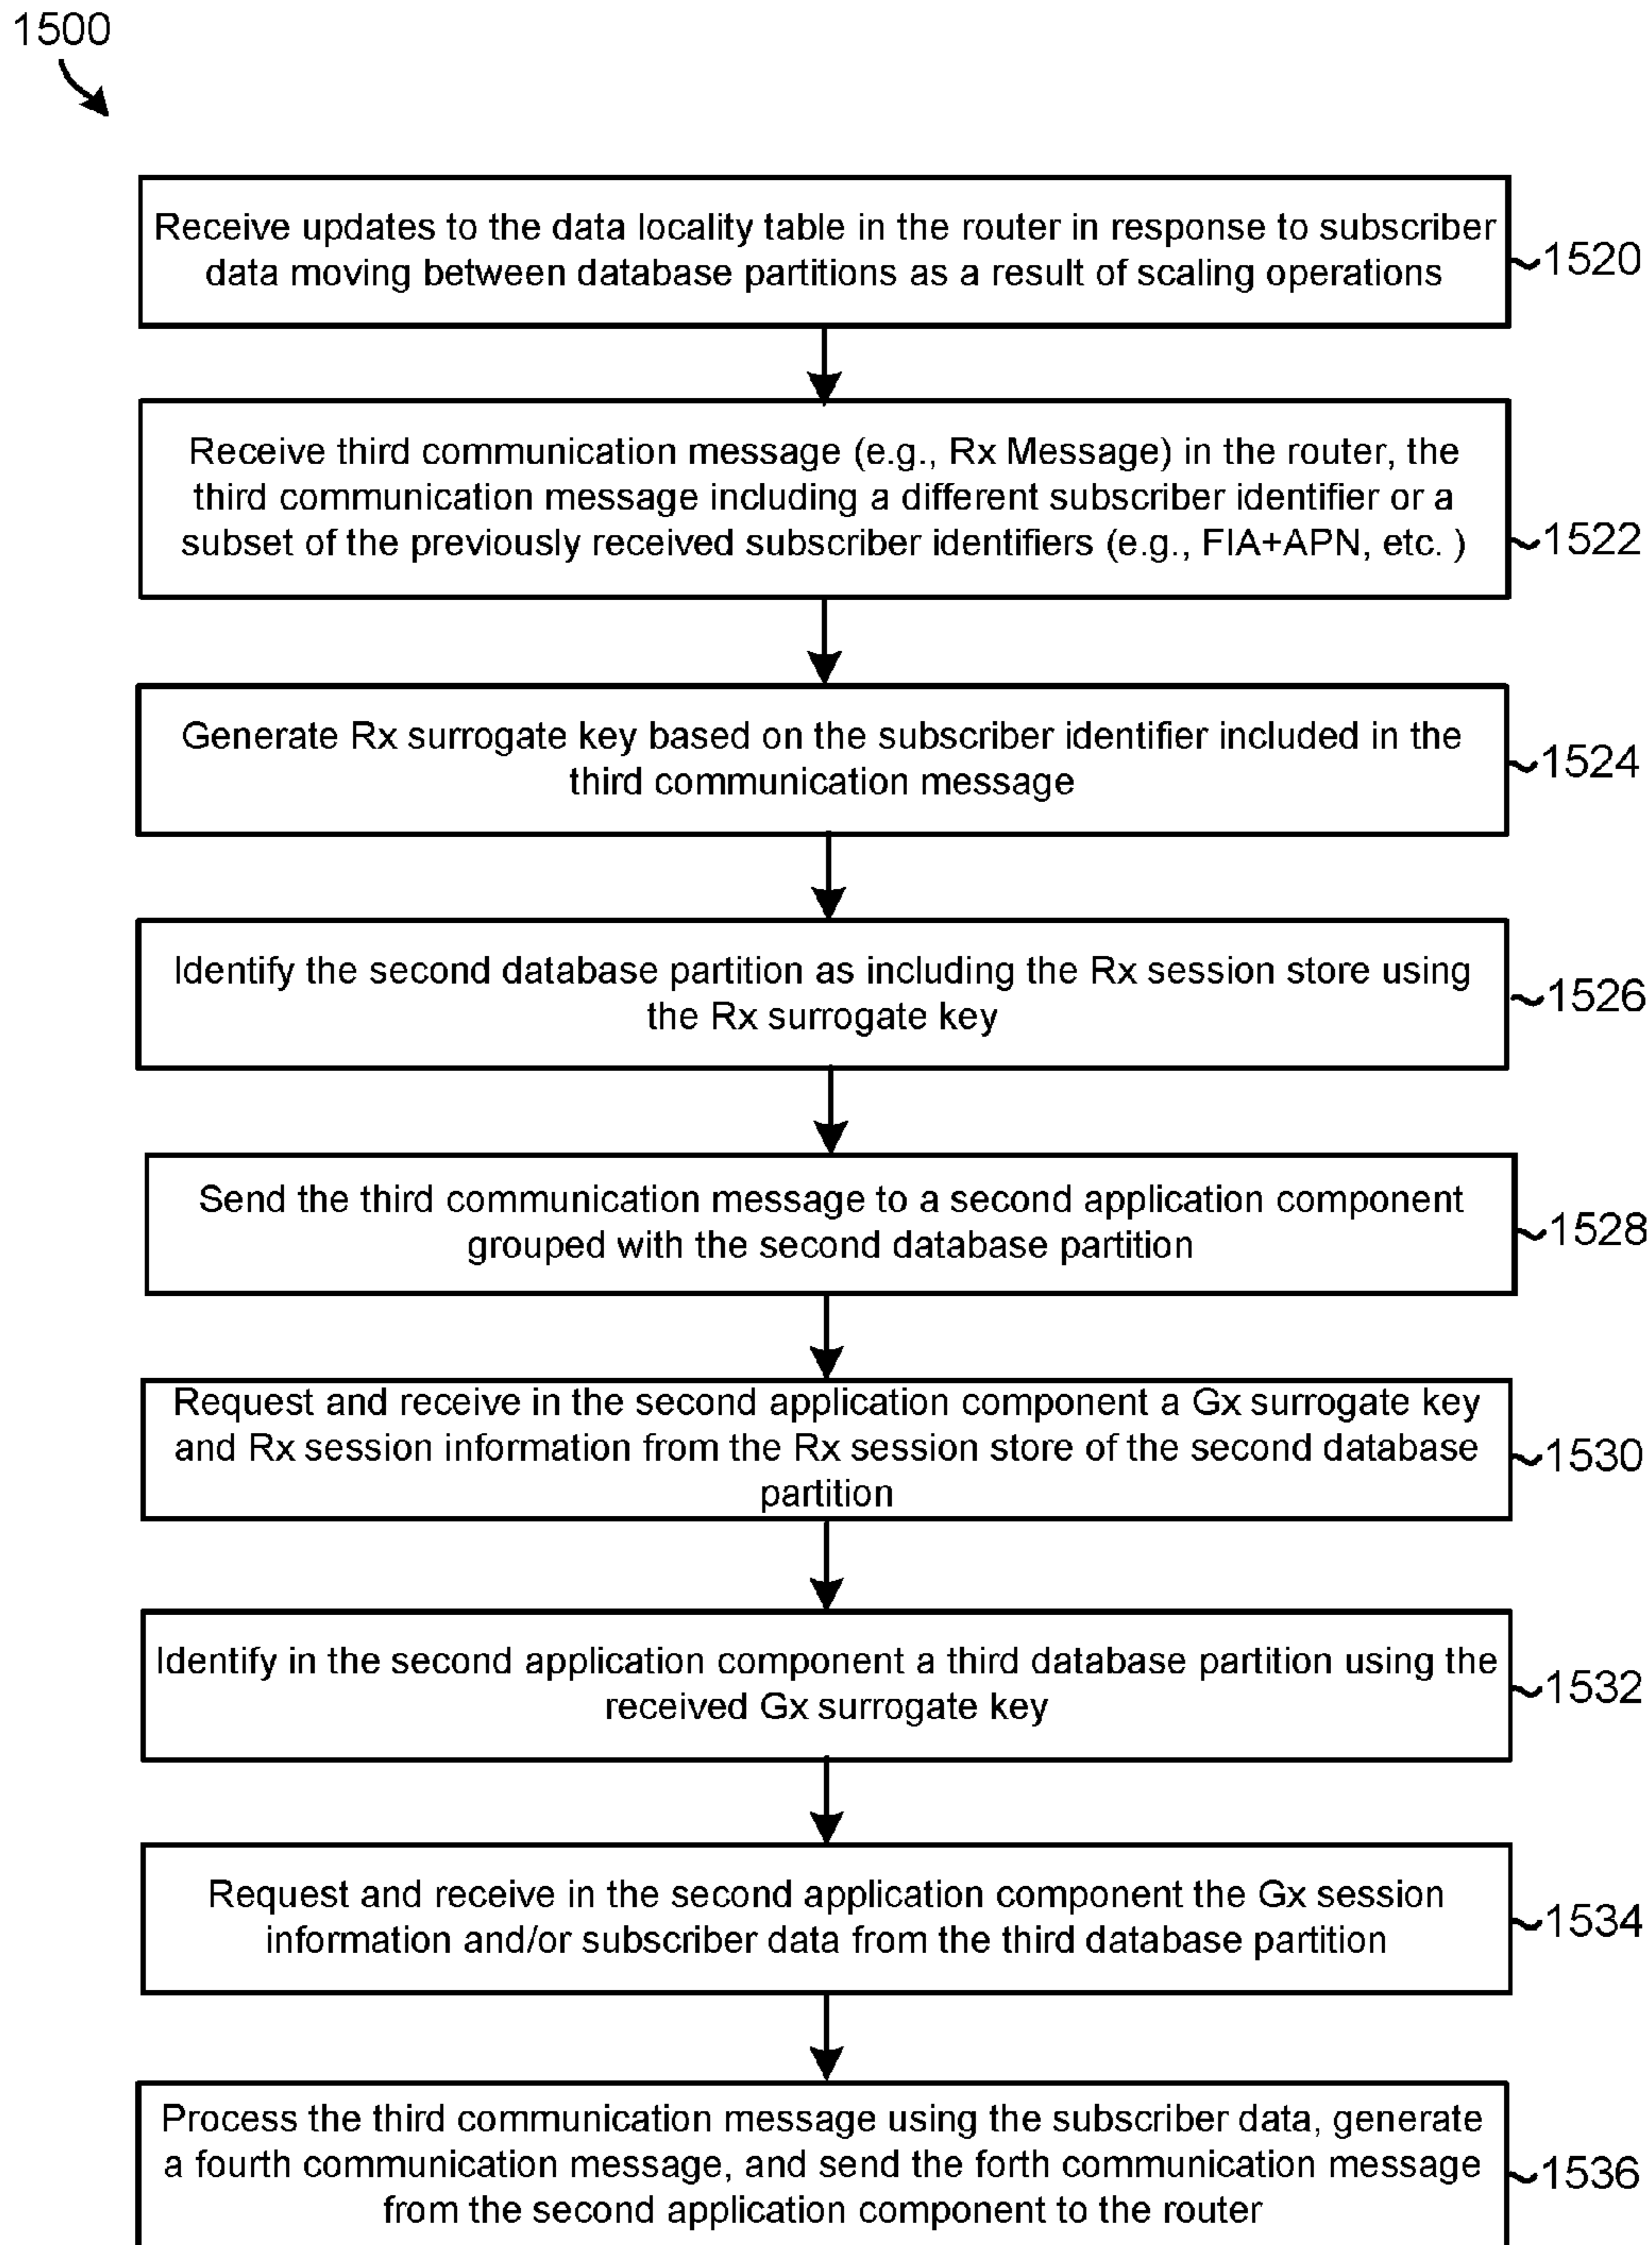 1500
Receive updates to the data locality table in the router in response to subscriber
data moving between database partitions as a result of scaling operations
1520
Receive third communication message (e.g., Rx Message) in the router, the
third communication message including a different subscriber identifier or a
subset of the previously received subscriber identifiers (e.g., FIA+APN, etc. )
1522
Generate Rx surrogate key based on the subscriber identifier included in the
third communication message
1524
Identify the second database partition as including the Rx session store using
the Rx surrogate key
1526
Send the third communication message to a second application component
grouped with the second database partition
1528
Request and receive in the second application component a Gx surrogate key
and Rx session information from the Rx session store of the second database
partition
1530
Identify in the second application component a third database partition using the
received Gx surrogate key
1532
Request and receive in the second application component the Gx session
information and/or subscriber data from the third database partition
1534
Process the third communication message using the subscriber data, generate
a fourth communication message, and send the forth communication message
from the second application component to the router
1536